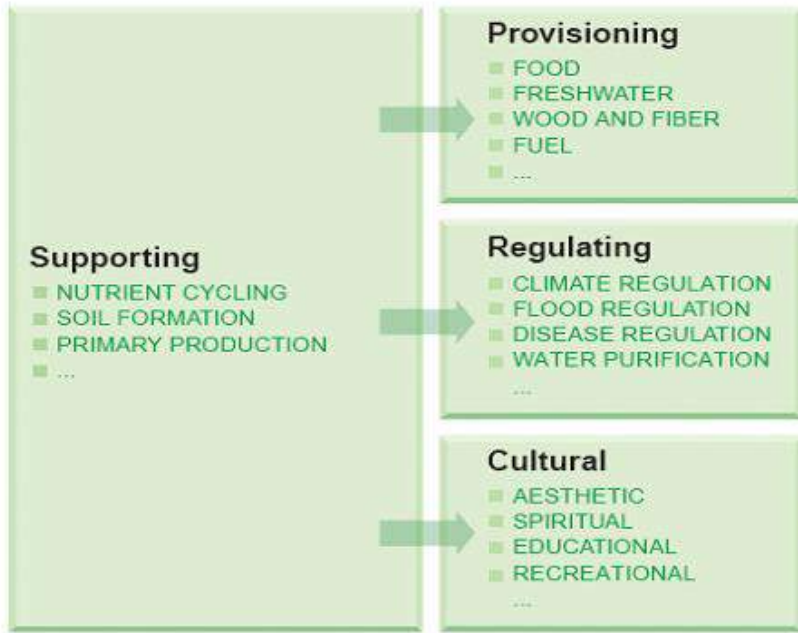 Supporting
NUTRIENT CYCLING
SOIL FORMATION
PRIMARY PRODUCTION
...
Provisioning
FOOD
FRESHWATER
WOOD AND FIBER
FUEL
...
Regulating
CLIMATE REGULATION
FLOOD REGULATION
DISEASE REGULATION
WATER PURIFICATION
...
Cultural
AESTHETIC
SPIRITUAL
EDUCATIONAL
RECREATIONAL
...